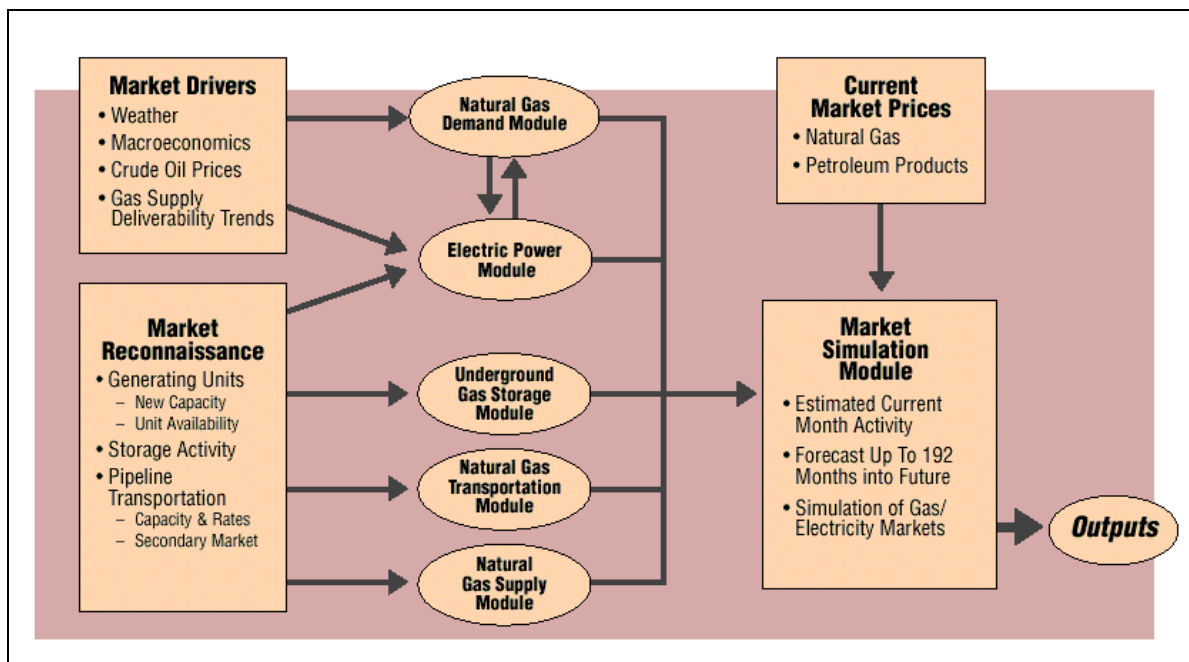 Market Drivers
• Weather
• Macroeconomics
• Crude Oil Prices
• Gas Supply
Deliverability Trends
Market
Reconnaissance
• Generating Units
– New Capacity
– Unit Availability
• Storage Activity
• Pipeline
Transportation
– Capacity & Rates
– Secondary Market
Natural Gas
Demand Module
Electric Power
Module
Underground
Gas Storage
Module
Natural Gas
Transportation
Module
Natural
Gas Supply
Module
Current
Market Prices
• Natural Gas
• Petroleum Products
Market
Simulation
Module
• Estimated Current
Month Activity
• Forecast Up To 192
Months into Future
• Simulation of Gas/
Electricity Markets
Outputs